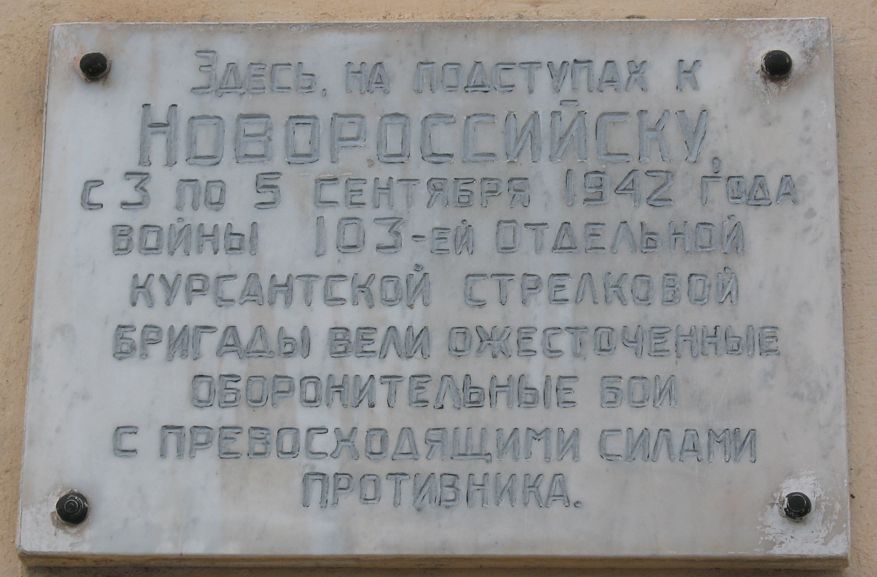 Здесь, на подступах к
Новороссийску,
с 3 по 5 сентября 1942 года
войны 103-ей Отдельной
курсантской стрелковой
бригады вели ожесточенные
оборонительные бои
с превосходящими силами
противника.